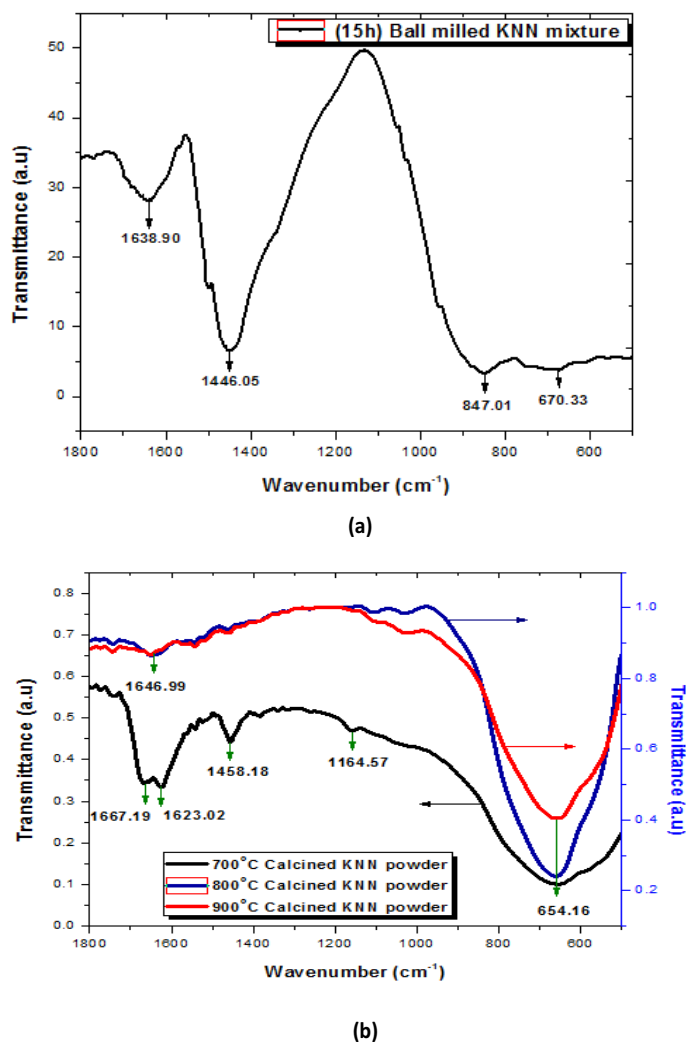 (15h) Ball milled KNN mixture
Transmittance (a.u)
50
40
30
20
10
0
1638.90
1446.05
847.01
670.33
1800 1600 1400 1200 1000 800 600
Wavenumber (cm⁻¹)
(a)
Transmittance (a.u)
0.8
0.7
0.6
0.5
0.4
0.3
0.2
0.1
0.0
1.0
0.8
0.6
0.4
0.2
Transmittance (a.u)
1646.99
1458.18
1164.57
1667.19
1623.02
700°C Calcined KNN powder
800°C Calcined KNN powder
900°C Calcined KNN powder
654.16
1800 1600 1400 1200 1000 800 600
Wavenumber (cm⁻¹)
(b)